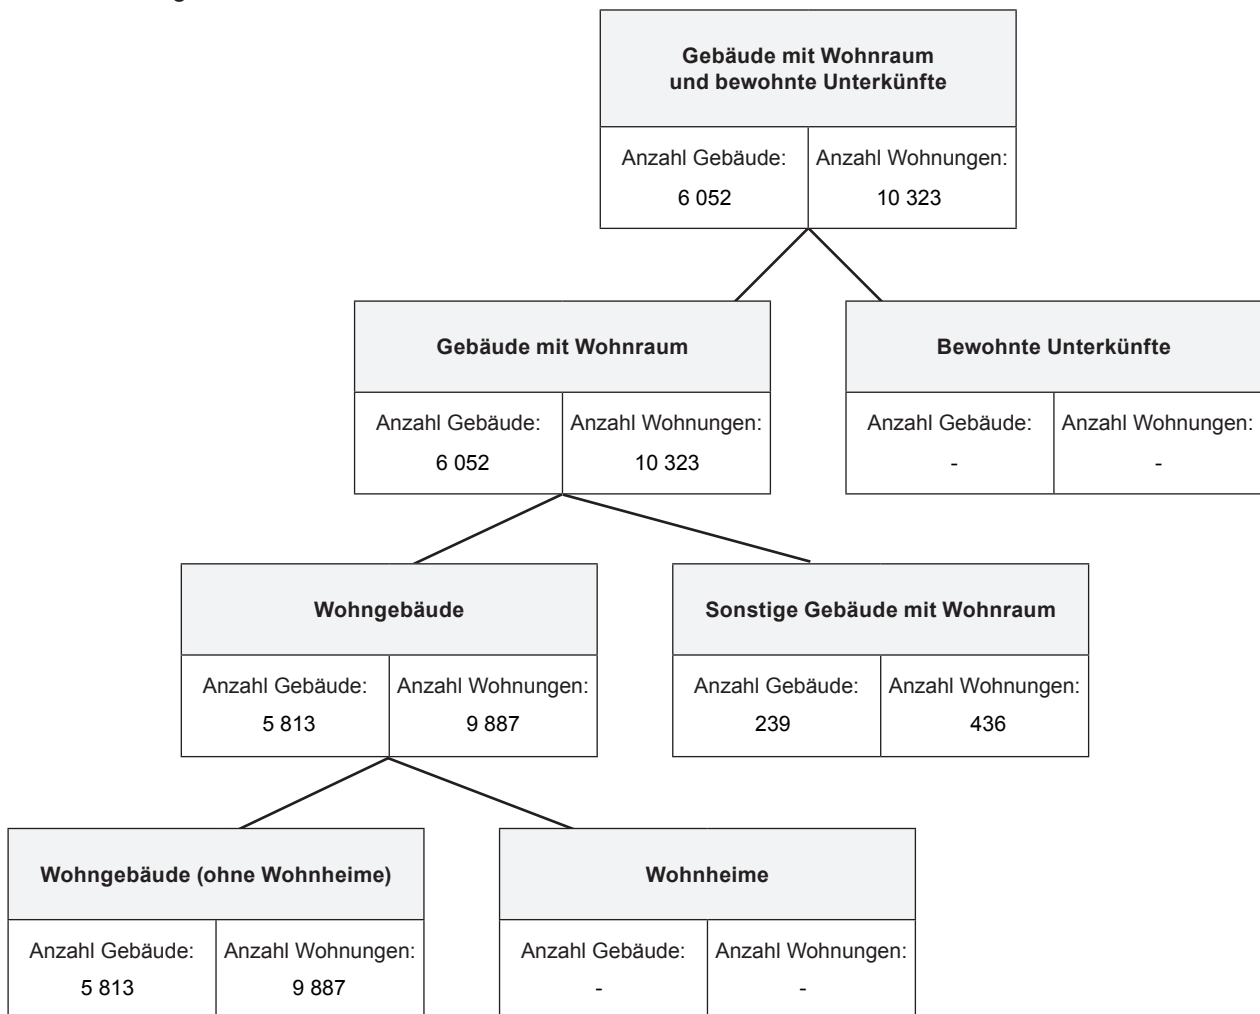 Gebäude mit Wohnraum
und bewohnte Unterkünfte
Anzahl Gebäude: Anzahl Wohnungen:
6 052 10 323
Gebäude mit Wohnraum Bewohnte Unterkünfte
Anzahl Gebäude: Anzahl Wohnungen: Anzahl Gebäude: Anzahl Wohnungen:
6 052 10 323 - -
Wohngebäude Sonstige Gebäude mit Wohnraum
Anzahl Gebäude: Anzahl Wohnungen: Anzahl Gebäude: Anzahl Wohnungen:
5 813 9 887 239 436
Wohngebäude (ohne Wohnheime) Wohnheime
Anzahl Gebäude: Anzahl Wohnungen: Anzahl Gebäude: Anzahl Wohnungen:
5 813 9 887 - -